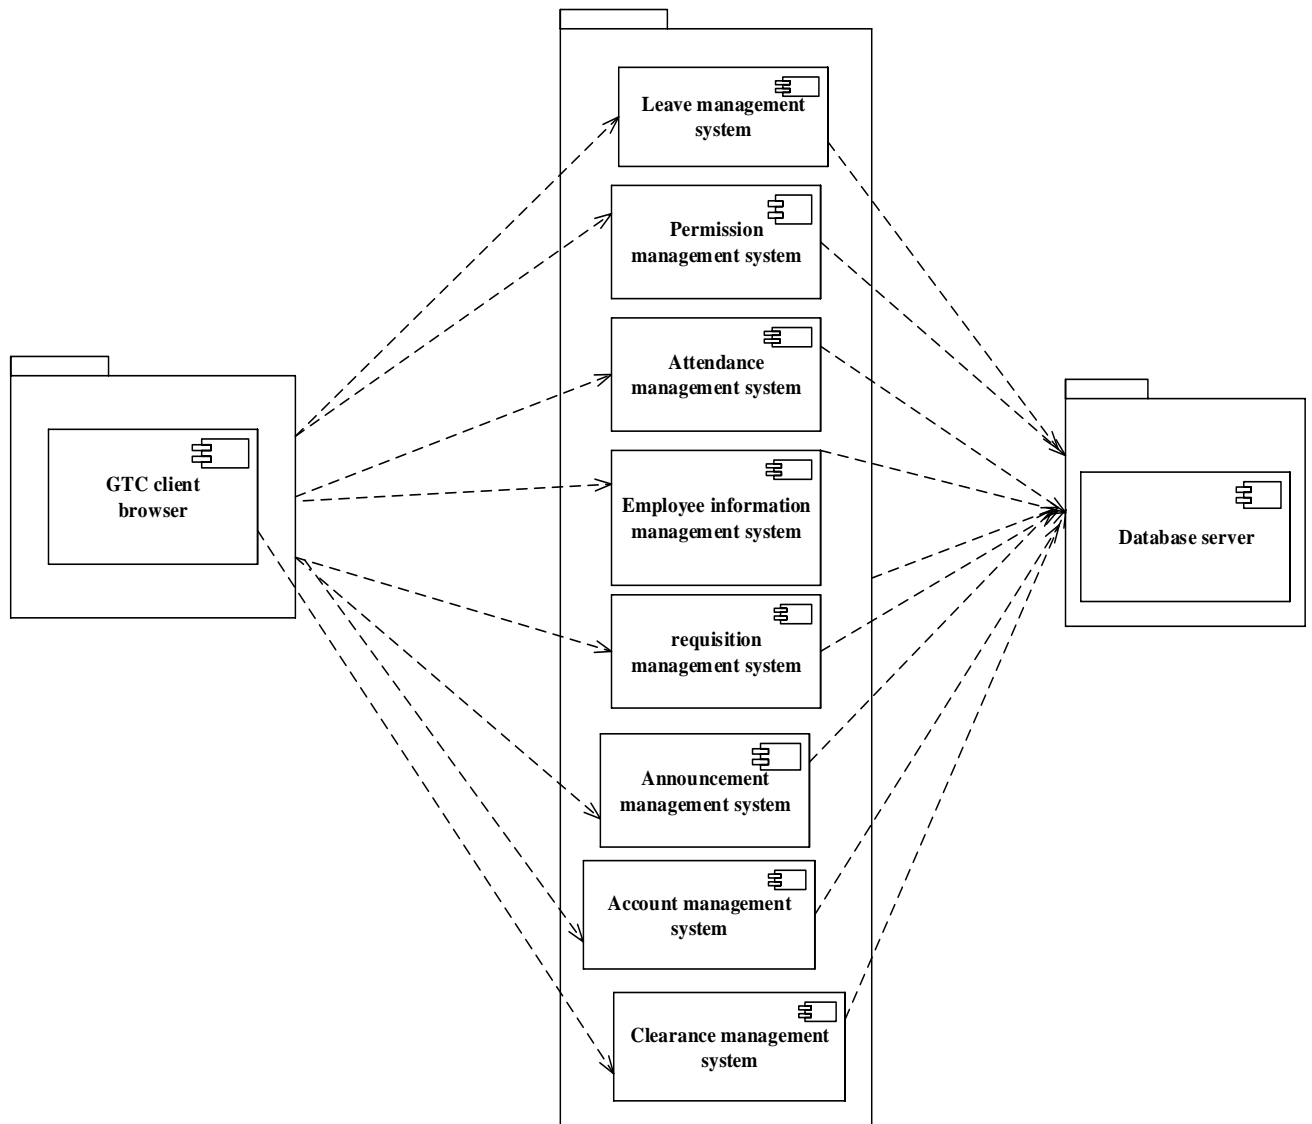 Leave management
system
Permission
management system
Attendance
management system
GTC client
browser
Employee information
management system
Database server
requisition
management system
Announcement
management system
Account management
system
Clearance management
system